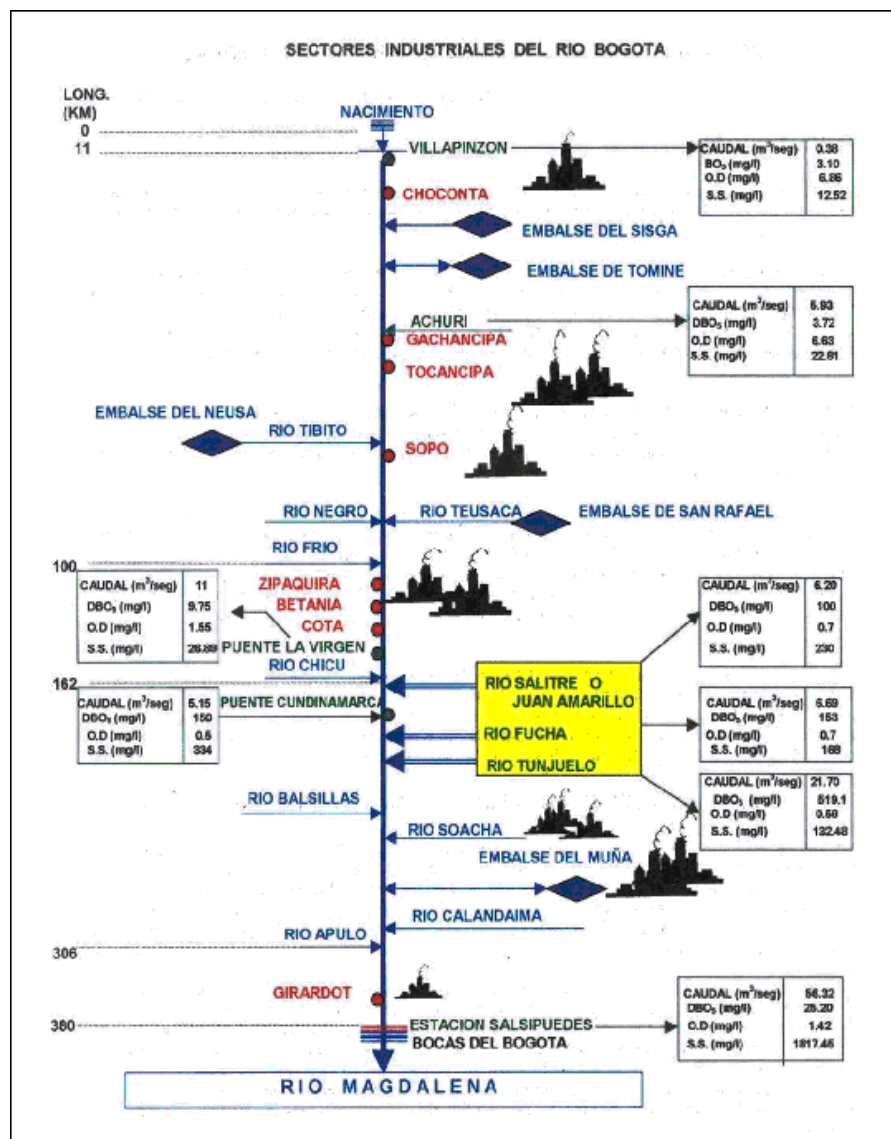 SECTORES INDUSTRIALES DEL RIO BOGOTA
LONG.
(KM)
0
NACIMIENTO
11
VILLAPINZON
CAUDAL (m³/seg) 0.38
BO₅ (mg/l) 3.10
O.D (mg/l) 6.86
S.S. (mg/l) 12.52
CHOCONTA
EMBALSE DEL SISGA
EMBALSE DE TOMINE
ACHURI
CAUDAL (m³/seg) 5.93
DBO₅ (mg/l) 3.72
O.D (mg/l) 6.63
S.S. (mg/l) 22.81
GACHANCIPA
TOCANCIPA
EMBALSE DEL NEUSA
RIO TIBITO
SOPO
RIO NEGRO
RIO TEUSACA
EMBALSE DE SAN RAFAEL
RIO FRIO
100
CAUDAL (m³/seg) 11
DBO₅ (mg/l) 9.75
O.D (mg/l) 1.55
S.S. (mg/l) 26.89
ZIPAQUIRA
BETANIA
COTA
PUENTE LA VIRGEN
RIO CHICU
CAUDAL (m³/seg) 6.20
DBO₅ (mg/l) 100
O.D (mg/l) 0.7
S.S. (mg/l) 230
162
RIO SALITRE O
JUAN AMARILLO
PUENTE CUNDINAMARCA
CAUDAL (m³/seg) 5.15
DBO₅ (mg/l) 150
O.D (mg/l) 0.5
S.S. (mg/l) 334
RIO FUCHA
CAUDAL (m³/seg) 6.69
DBO₅ (mg/l) 153
O.D (mg/l) 0.7
S.S. (mg/l) 168
RIO TUNJUELO
CAUDAL (m³/seg) 21.70
DBO₅ (mg/l) 519.1
O.D (mg/l) 0.56
S.S. (mg/l) 132.48
RIO BALSILLAS
RIO SOACHA
EMBALSE DEL MUÑA
RIO CALANDAIMA
RIO APULO
306
GIRARDOT
380
ESTACION SALSIPUEDES
BOCAS DEL BOGOTA
CAUDAL (m³/seg) 56.32
DBO₅ (mg/l) 25.20
O.D (mg/l) 1.42
S.S. (mg/l) 1817.45
RIO MAGDALENA